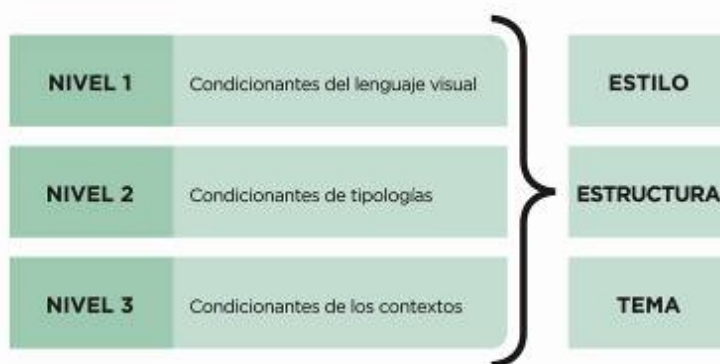 NIVEL 1
Condicionantes del lenguaje visual
ESTILO
NIVEL 2
Condicionantes de tipologías
ESTRUCTURA
NIVEL 3
Condicionantes de los contextos
TEMA